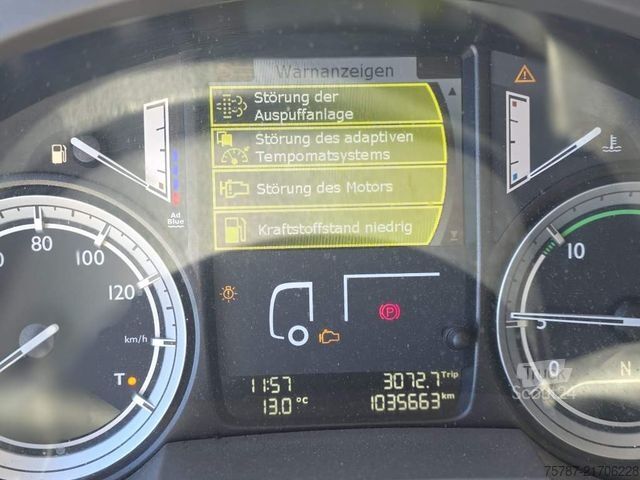 Warnanzeigen
Störung der
Auspuffanlage
Störung des adaptiven
Tempomatsystems
Störung des Motors
Kraftstoffstand niedrig
Ad
Blue
80
100
120
km/h
T
10
5
0
N
P
11:57
3072.7 Trip
13.0 °C
1035663 km
Truck
Scout24
75787-21706228